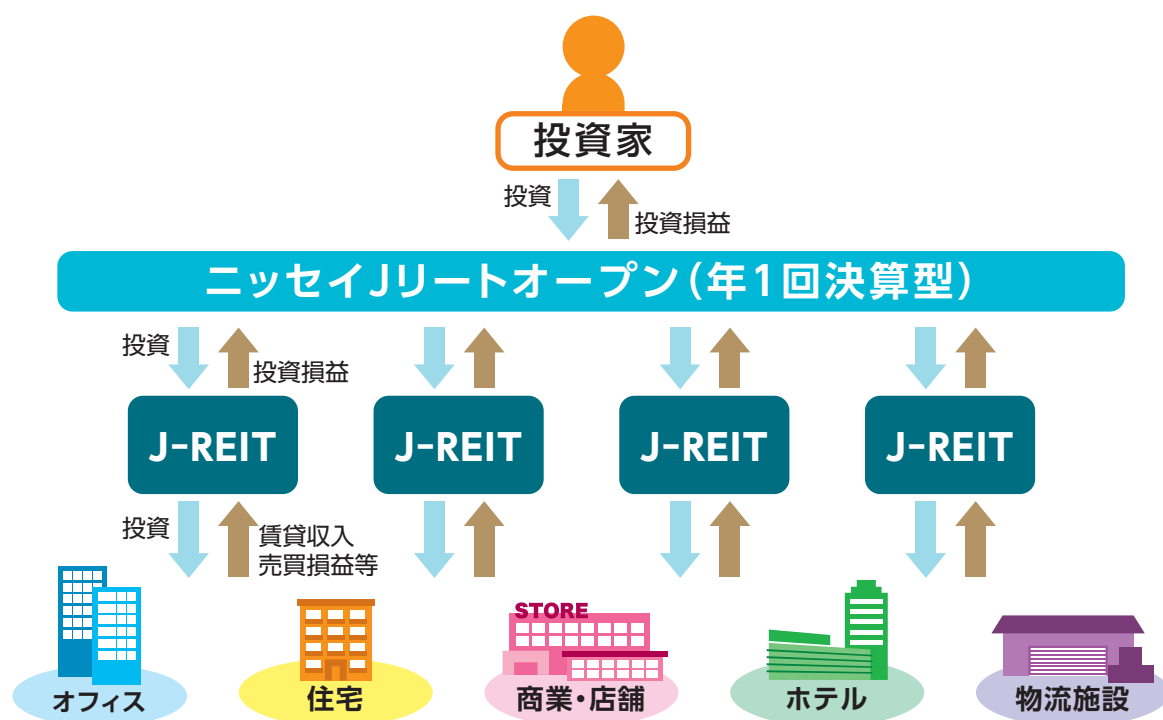 投資家
投資
投資損益
ニッセイJリートオープン(年1回決算型)
投資
投資損益
J-REIT
J-REIT
J-REIT
J-REIT
投資
賃貸収入
売買損益等
STORE
オフィス
住宅
商業・店舗
ホテル
物流施設